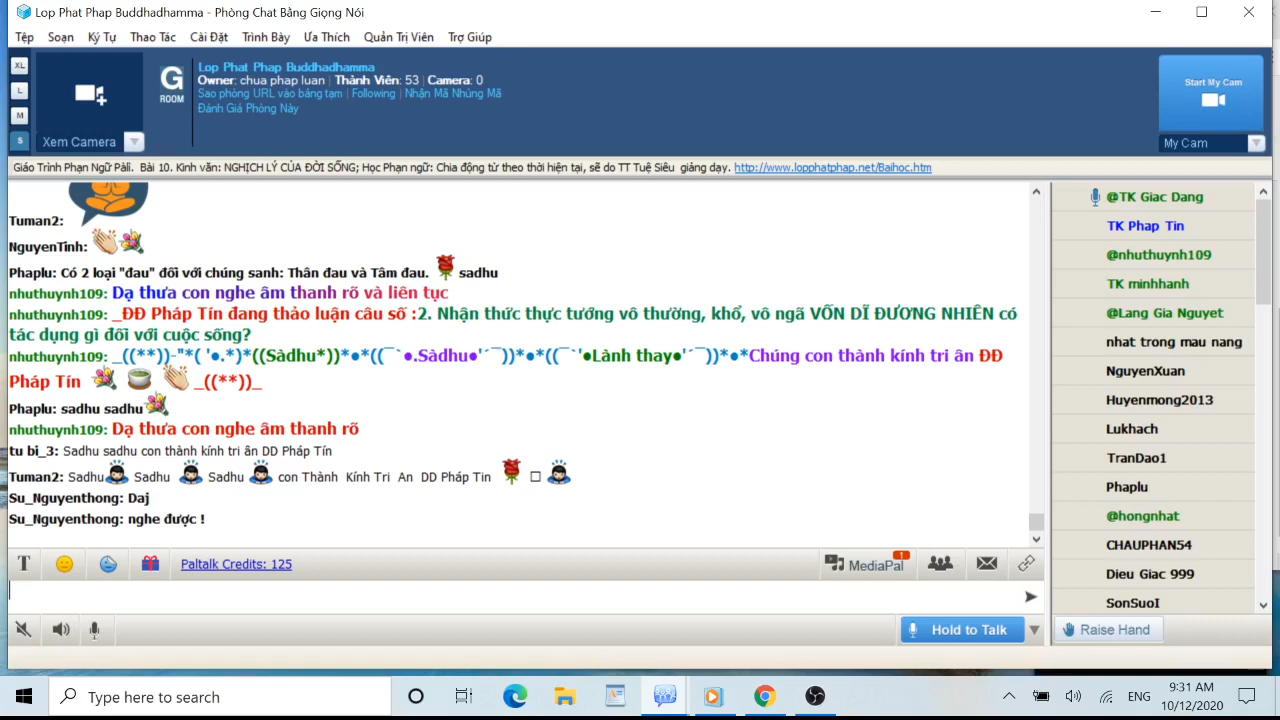 Lop Phat Phap Buddhadhamma - Phòng Chat Bằng Giọng Nói
Tệp Soạn Ký Tự Thao Tác Cài Đặt Trình Bày Ưa Thích Quản Trị Viên Trợ Giúp
XL
L
M
S
Xem Camera
G
ROOM
Lop Phat Phap Buddhadhamma
Owner: chua phap luan | Thành Viên: 53 | Camera: 0
Sao phòng URL vào bảng tạm | Following | Nhận Mã Nhúng Mã
Đánh Giá Phòng Này
Start My Cam
My Cam
Giáo Trình Phạn Ngữ Pàli. Bài 10. Kinh văn: NGHỊCH LÝ CỦA ĐỜI SỐNG; Học Phạn ngữ: Chia động từ theo thời hiện tại, sẽ do TT Tuệ Siêu giảng dạy. http://www.lopphatphap.net/Baihoc.htm
Tuman2:
NguyenTinh:
Phaplu: Có 2 loại "đau" đối với chúng sanh: Thân đau và Tâm đau. sadhu
nhuthuynh109: Dạ thưa con nghe âm thanh rõ và liên tục
nhuthuynh109: _ĐĐ Pháp Tín đang thảo luận câu số :2. Nhận thức thực tướng vô thường, khổ, vô ngã VỐN DĨ ĐƯƠNG NHIÊN có
tác dụng gì đối với cuộc sống?
nhuthuynh109: _((**))-"*( '●.*)*((Sàdhu*))*●*((¯`●.Sàdhu●'´¯))*●*((¯`'●Lành thay●'´¯))*●*Chúng con thành kính tri ân ĐĐ
Pháp Tín _((**))_
Phaplu: sadhu sadhu
nhuthuynh109: Dạ thưa con nghe âm thanh rõ
tu bi_3: Sadhu sadhu con thành kính tri ân DD Pháp Tín
Tuman2: Sadhu Sadhu Sadhu con Thành Kính Tri An DD Pháp Tin □
Su_Nguyenthong: Daj
Su_Nguyenthong: nghe được !
@TK Giac Dang
TK Phap Tin
@nhuthuynh109
TK minhhanh
@Lang Gia Nguyet
nhat trong mau nang
NguyenXuan
Huyenmong2013
Lukhach
TranDao1
Phaplu
@hongnhat
CHAUPHAN54
Dieu Giac 999
SonSuoI
T Paltalk Credits: 125 MediaPal 1
Hold to Talk Raise Hand
Type here to search
ENG
9:31 AM
10/12/2020